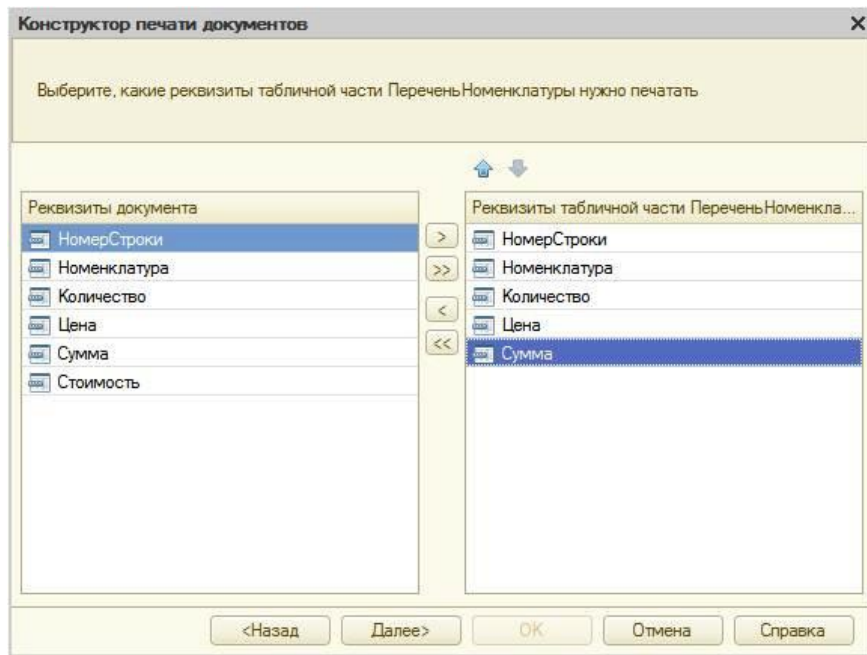 Конструктор печати документов
Выберите, какие реквизиты табличной части ПереченьНоменклатуры нужно печатать
Реквизиты документа
НомерСтроки
Номенклатура
Количество
Цена
Сумма
Стоимость
>
>>
<
<<
Реквизиты табличной части ПереченьНоменкла...
НомерСтроки
Номенклатура
Количество
Цена
Сумма
<Назад
Далее>
OK
Отмена
Справка